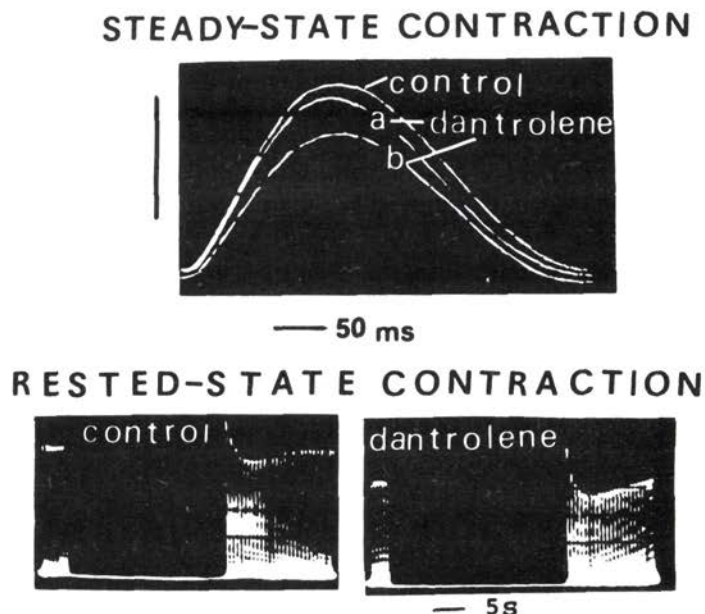 STEADY-STATE CONTRACTION
control
a
dantrolene
b
50 ms
RESTED-STATE CONTRACTION
control
dantrolene
5s